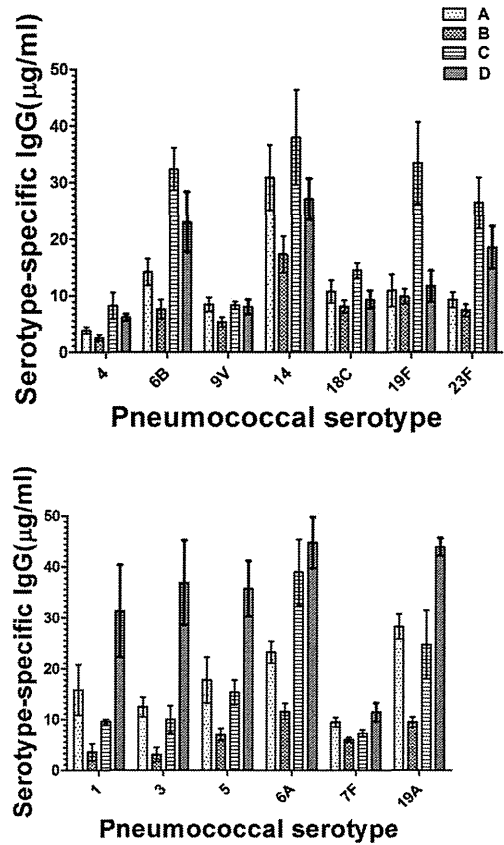 A
B
C
D
Serotype-specific IgG(μg/ml)
50
40
30
20
10
0
4 6B 9V 14 18C 19F 23F
Pneumococcal serotype
Serotype-specific IgG(μg/ml)
50
40
30
20
10
0
1 3 5 6A 7F 19A
Pneumococcal serotype